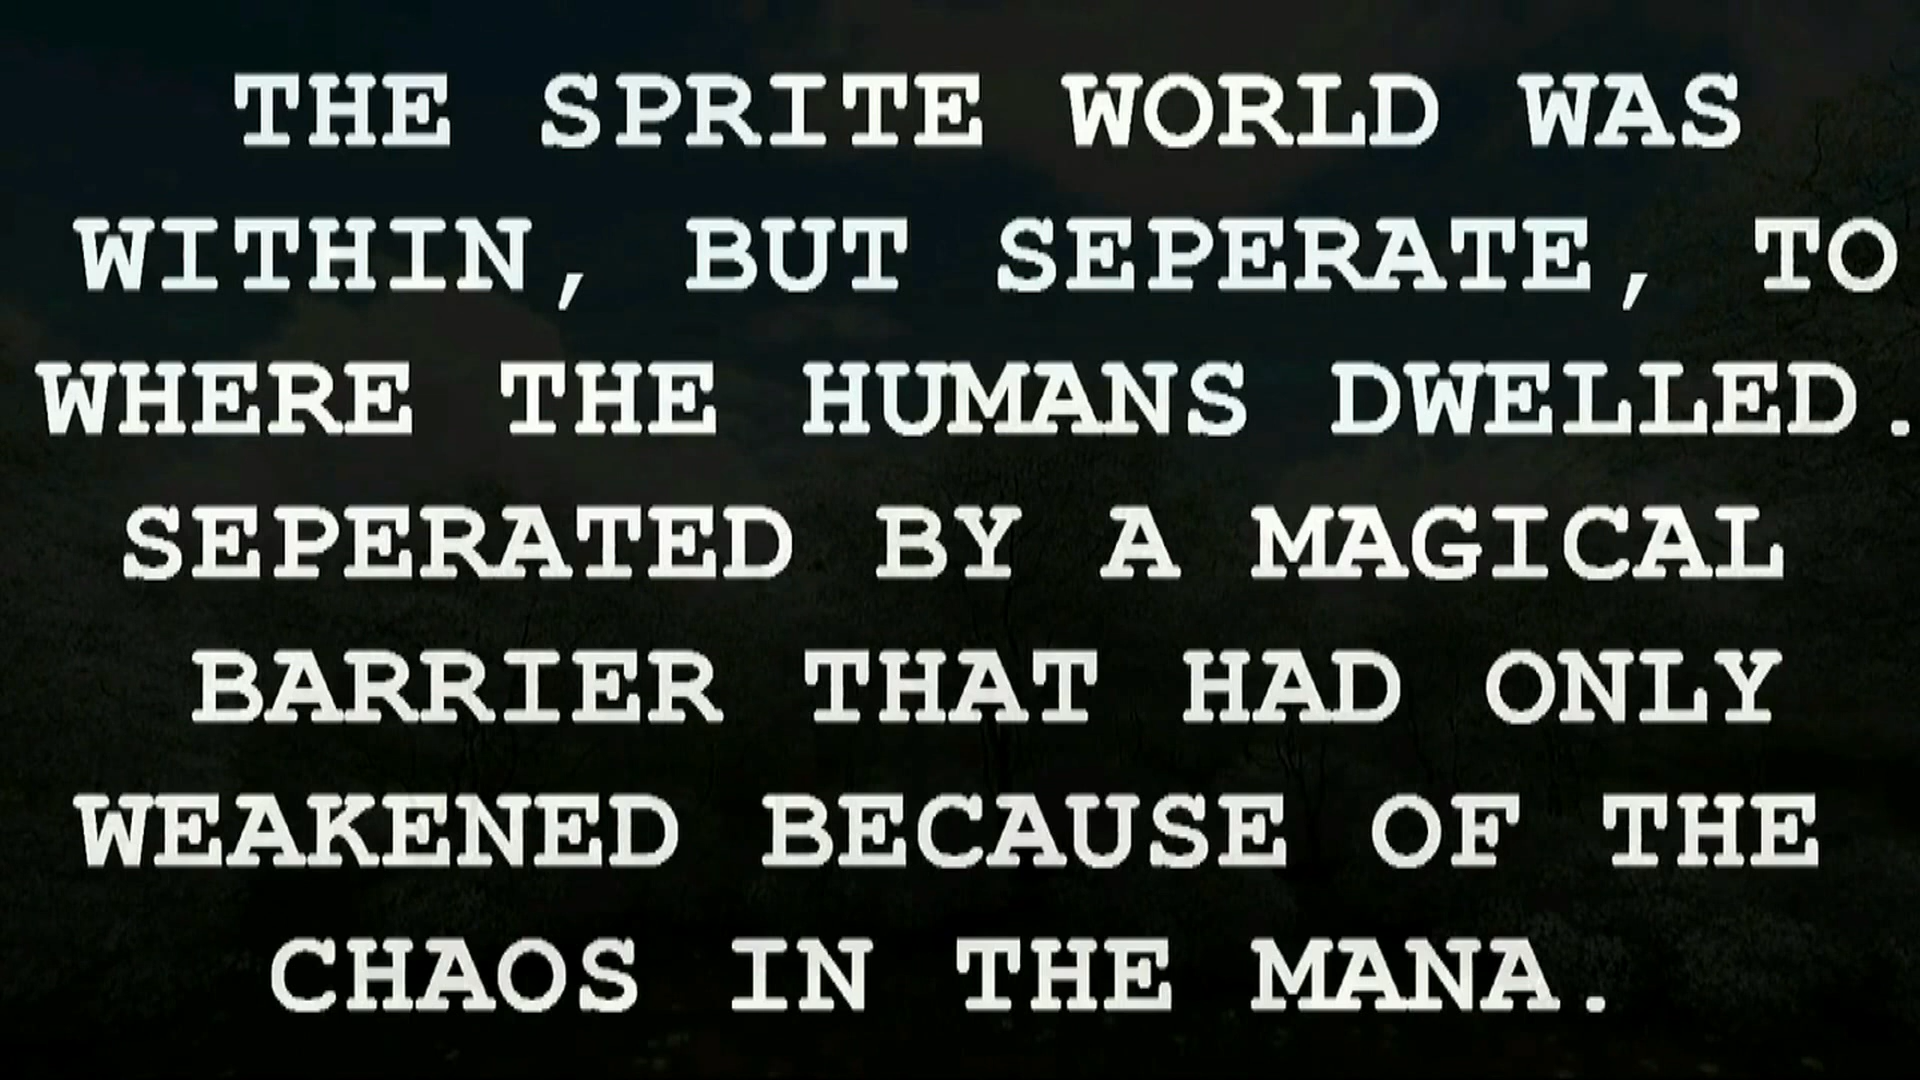 THE SPRITE WORLD WAS
WITHIN, BUT SEPERATE, TO
WHERE THE HUMANS DWELLED.
SEPERATED BY A MAGICAL
BARRIER THAT HAD ONLY
WEAKENED BECAUSE OF THE
CHAOS IN THE MANA.